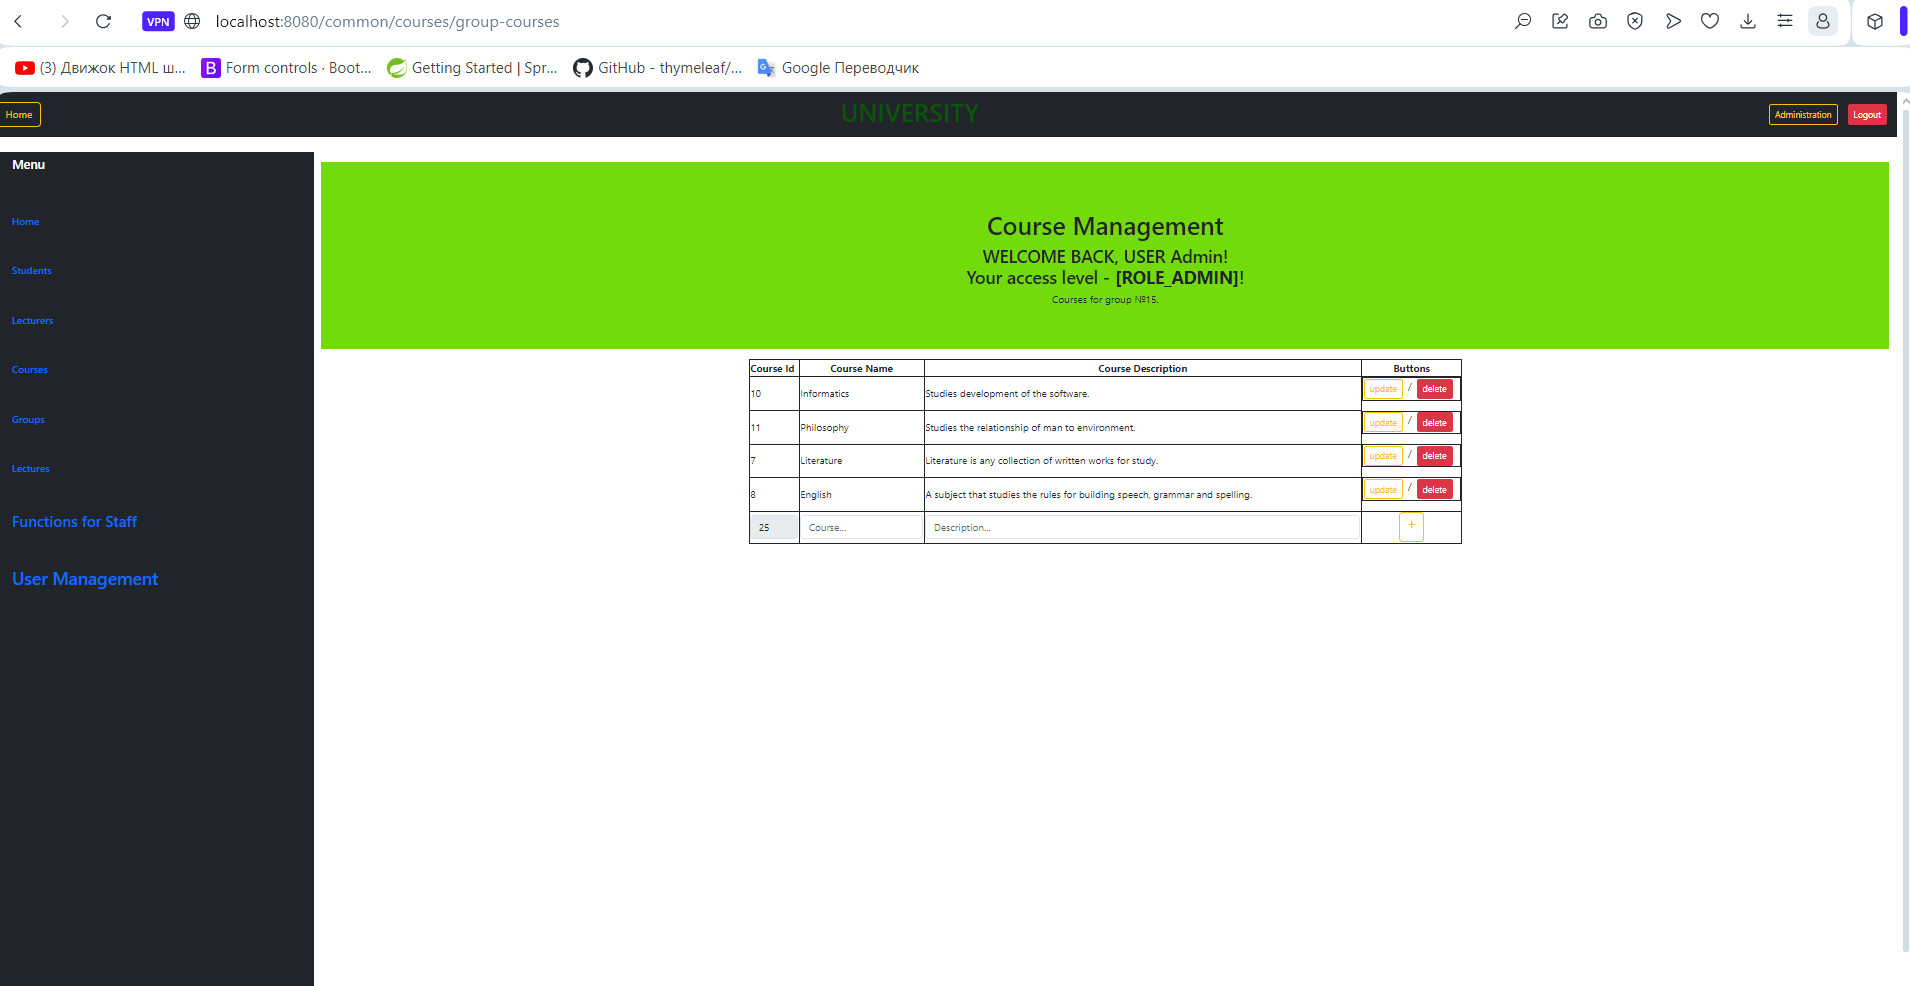 VPN localhost:8080/common/courses/group-courses
(3) Движок HTML ш... B Form controls · Boot... Getting Started | Spr... GitHub - thymeleaf/... Google Переводчик
Home UNIVERSITY Administration Logout
Menu
Home
Students
Lecturers
Courses
Groups
Lectures
Functions for Staff
User Management
Course Management
WELCOME BACK, USER Admin!
Your access level - [ROLE_ADMIN]!
Courses for group №15.
Course Id Course Name Course Description Buttons
10 Informatics Studies development of the software. update / delete
11 Philosophy Studies the relationship of man to environment. update / delete
7 Literature Literature is any collection of written works for study. update / delete
8 English A subject that studies the rules for building speech, grammar and spelling. update / delete
25 Course... Description... +